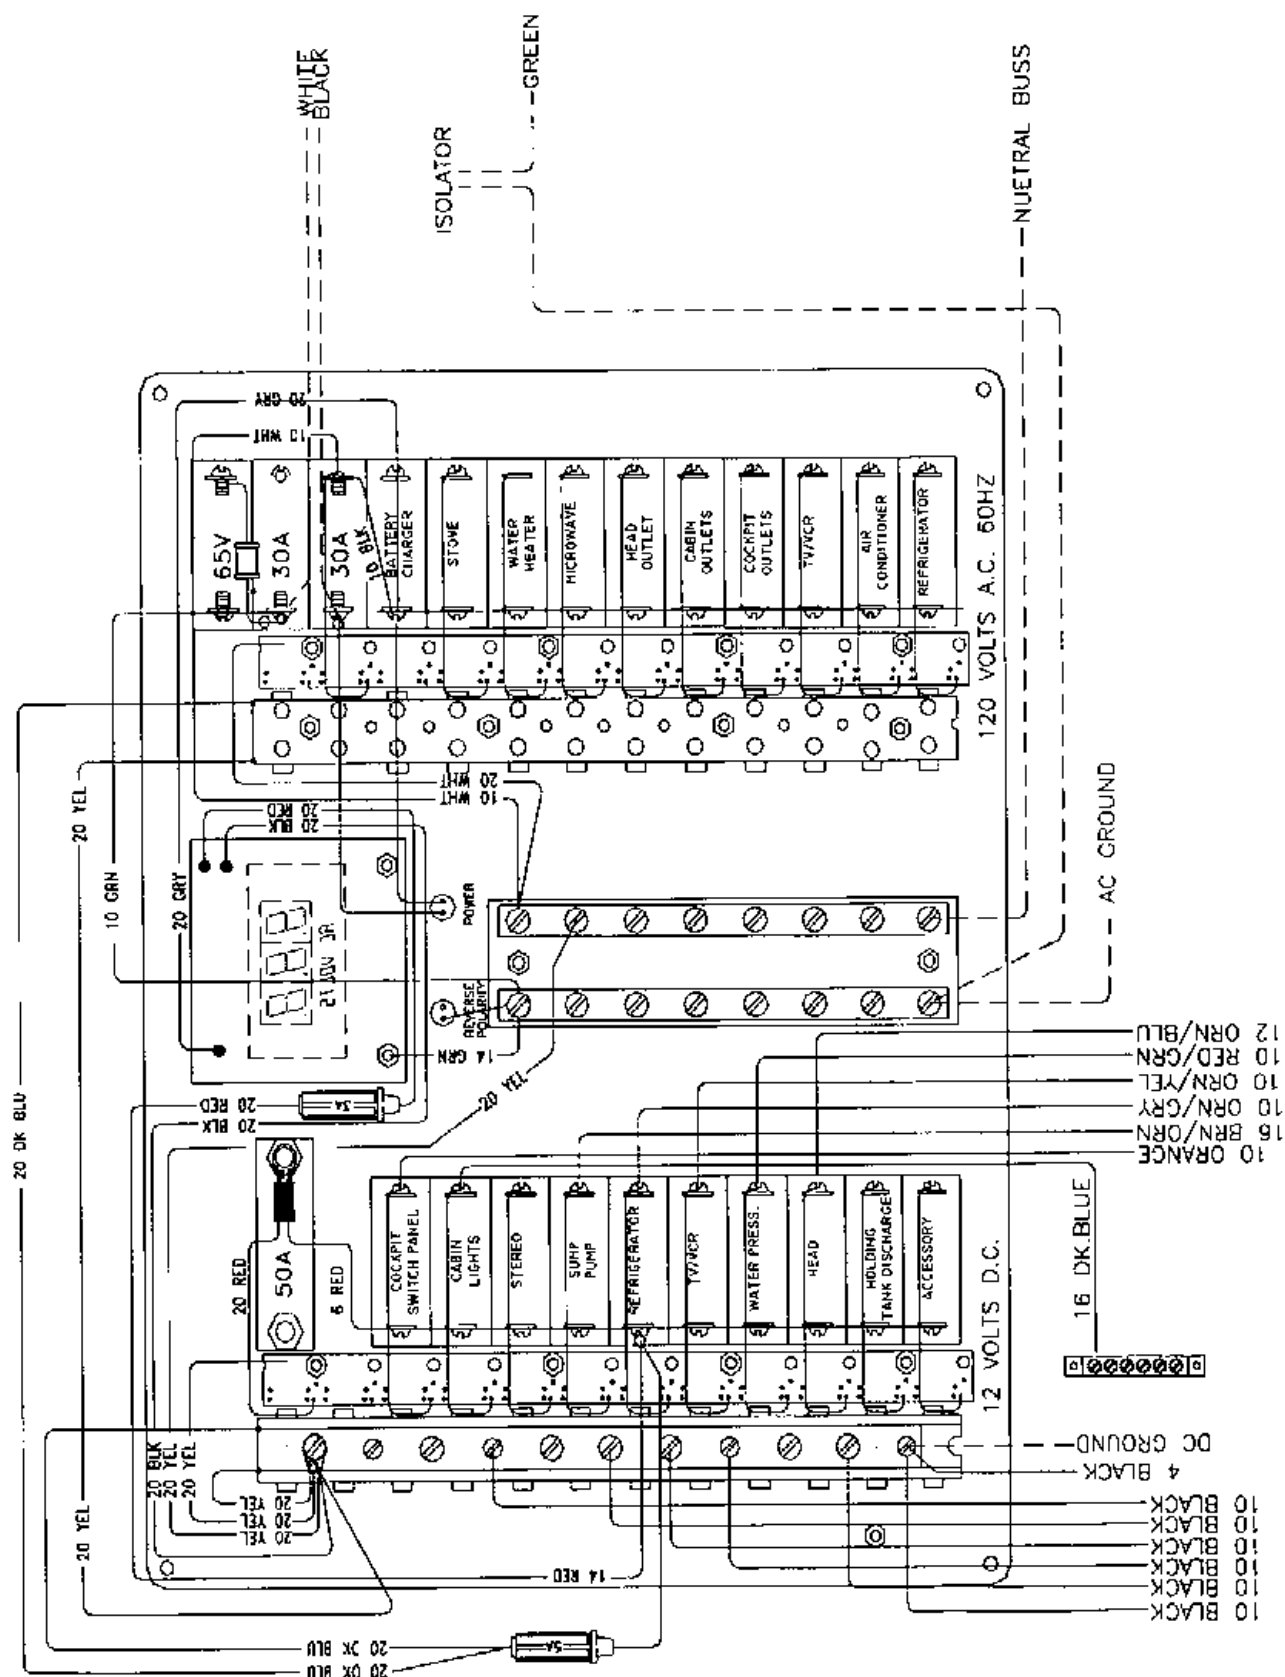 WHITE
BLACK
GREEN
ISOLATOR
NUETRAL BUSS
20 GRY
10 WHT
65V
30A
30A
10 BLK
BATTERY
CHARGER
STOVE
WATER
HEATER
MICROWAVE
HEAD
OUTLET
CABIN
OUTLETS
COCKPIT
OUTLETS
TV/VCR
AIR
CONDITIONER
REFRIGERATOR
120 VOLTS A.C. 60HZ
20 WHT
10 WHT
20 RED
20 BLK
20 YEL
10 GRN
20 GRY
AC
VOLTS
POWER
REVERSE
POLARITY
AC GROUND
14 GRN
20 YEL
20 DK BLU
20 RED
3A
20 BLK
12 ORN/BLU
10 RED/GRN
10 ORN/YEL
10 ORN/GRY
16 BRN/ORN
10 ORANGE
20 RED
50A
6 RED
COCKPIT
SWITCH PANEL
CABIN
LIGHTS
STEREO
SUMP
PUMP
REFRIGERATOR
TV/VCR
WATER PRESS.
HEAD
HOLDING
TANK DISCHARGE
ACCESSORY
12 VOLTS D.C.
16 DK.BLUE
20 BLK
20 YEL
20 YEL
20 YEL
20 YEL
20 YEL
20 YEL
DC GROUND
4 BLACK
10 BLACK
10 BLACK
10 BLACK
10 BLACK
10 BLACK
10 BLACK
14 RED
20 DK BLU
5A
20 DK BLU